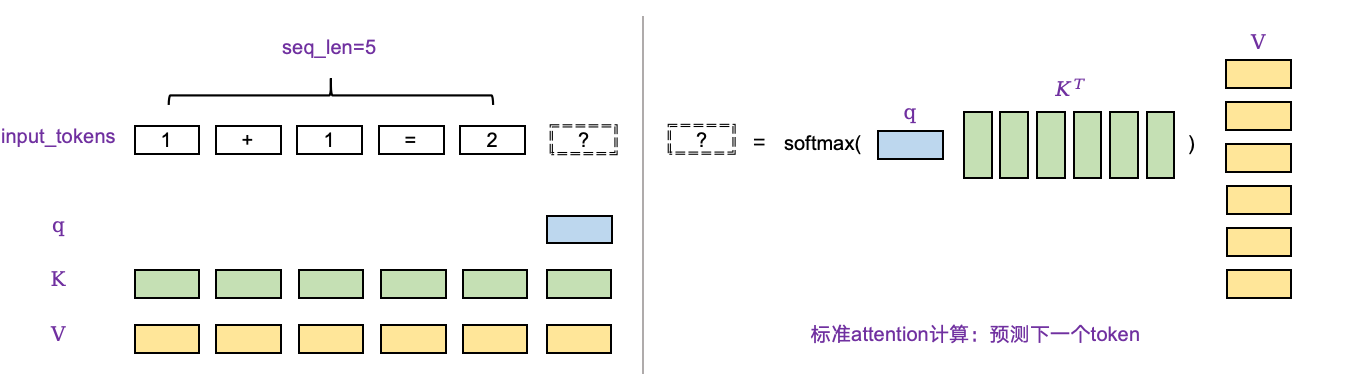 seq_len=5
input_tokens 1 + 1 = 2 ?
q
K
V
? = softmax( q K^T ) V
标准attention计算：预测下一个token